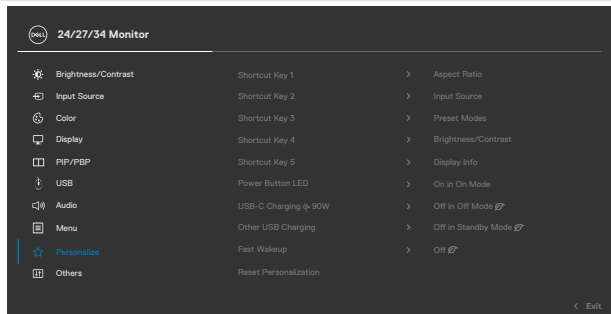 DELL 24/27/34 Monitor
Brightness/Contrast Shortcut Key 1 > Aspect Ratio
Input Source Shortcut Key 2 > Input Source
Color Shortcut Key 3 > Preset Modes
Display Shortcut Key 4 > Brightness/Contrast
PIP/PBP Shortcut Key 5 > Display Info
USB Power Button LED > On in On Mode
Audio USB-C Charging 90W > Off in Off Mode
Menu Other USB Charging > Off in Standby Mode
Personalize Fast Wakeup > Off
Others Reset Personalization
< Exit